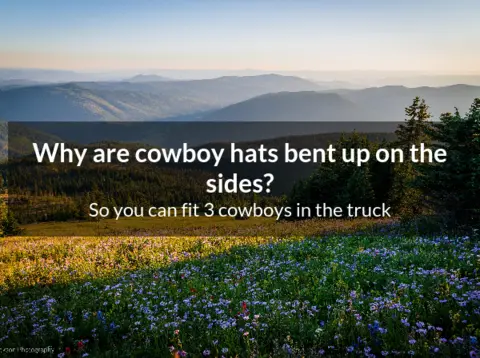 Why are cowboy hats bent up on the
sides?
So you can fit 3 cowboys in the truck
Photography